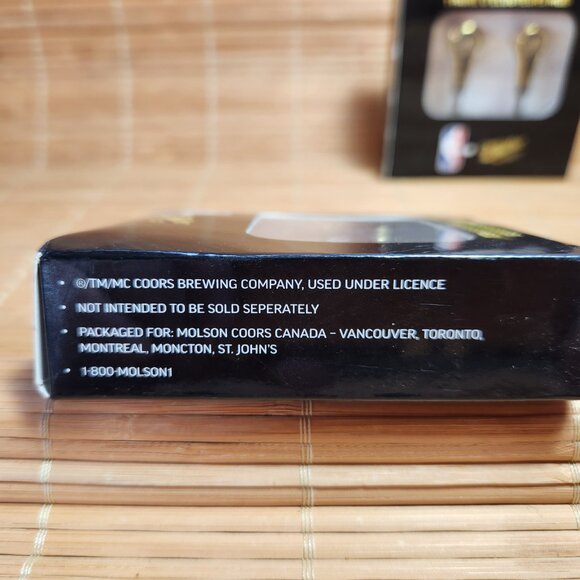 • ®/TM/MC COORS BREWING COMPANY, USED UNDER LICENCE
• NOT INTENDED TO BE SOLD SEPERATELY
• PACKAGED FOR: MOLSON COORS CANADA – VANCOUVER, TORONTO,
MONTREAL, MONCTON, ST. JOHN'S
• 1-800-MOLSON1